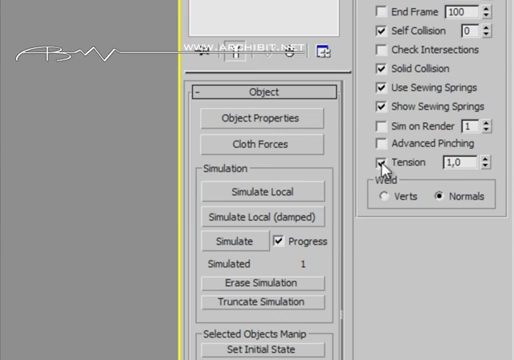 WWW.ARCHIBIT.NET
- Object
Object Properties
Cloth Forces
Simulation
Simulate Local
Simulate Local (damped)
Simulate Progress
Simulated 1
Erase Simulation
Truncate Simulation
Selected Objects Manip
Set Initial State
End Frame 100
Self Collision 0
Check Intersections
Solid Collision
Use Sewing Springs
Show Sewing Springs
Sim on Render 1
Advanced Pinching
Tension 1,0
Weld
Verts Normals